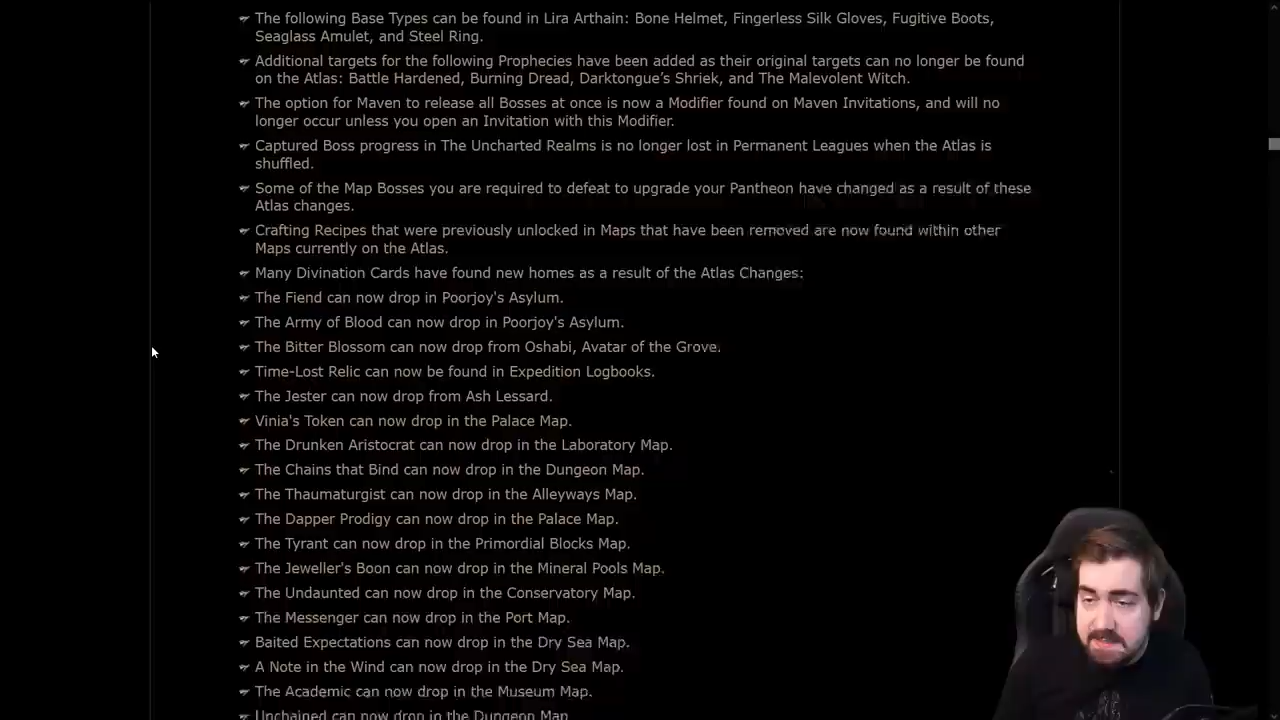 The following Base Types can be found in Lira Arthain: Bone Helmet, Fingerless Silk Gloves, Fugitive Boots,
Seaglass Amulet, and Steel Ring.
Additional targets for the following Prophecies have been added as their original targets can no longer be found
on the Atlas: Battle Hardened, Burning Dread, Darktongue's Shriek, and The Malevolent Witch.
The option for Maven to release all Bosses at once is now a Modifier found on Maven Invitations, and will no
longer occur unless you open an Invitation with this Modifier.
Captured Boss progress in The Uncharted Realms is no longer lost in Permanent Leagues when the Atlas is
shuffled.
Some of the Map Bosses you are required to defeat to upgrade your Pantheon have changed as a result of these
Atlas changes.
Crafting Recipes that were previously unlocked in Maps that have been removed are now found within other
Maps currently on the Atlas.
Many Divination Cards have found new homes as a result of the Atlas Changes:
The Fiend can now drop in Poorjoy's Asylum.
The Army of Blood can now drop in Poorjoy's Asylum.
The Bitter Blossom can now drop from Oshabi, Avatar of the Grove.
Time-Lost Relic can now be found in Expedition Logbooks.
The Jester can now drop from Ash Lessard.
Vinia's Token can now drop in the Palace Map.
The Drunken Aristocrat can now drop in the Laboratory Map.
The Chains that Bind can now drop in the Dungeon Map.
The Thaumaturgist can now drop in the Alleyways Map.
The Dapper Prodigy can now drop in the Palace Map.
The Tyrant can now drop in the Primordial Blocks Map.
The Jeweller's Boon can now drop in the Mineral Pools Map.
The Undaunted can now drop in the Conservatory Map.
The Messenger can now drop in the Port Map.
Baited Expectations can now drop in the Dry Sea Map.
A Note in the Wind can now drop in the Dry Sea Map.
The Academic can now drop in the Museum Map.
Unchained can now drop in the Dungeon Map